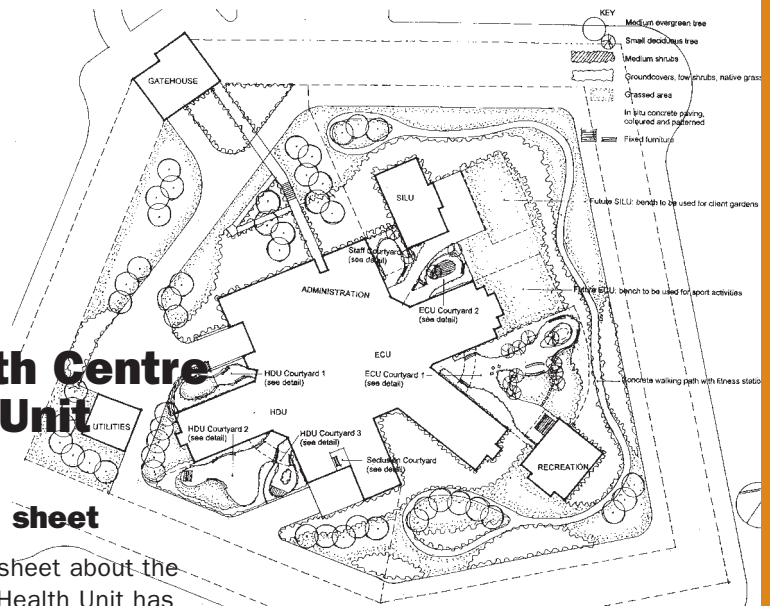 KEY
Medium evergreen tree
Small deciduous tree
Medium shrubs
Groundcovers, low shrubs, native grass
Grassed area
In situ concrete paving,
coloured and patterned
Fixed furniture
GATEHOUSE
SILU
Future SILU: bench to be used for client gardens
Staff Courtyard
(see detail)
ADMINISTRATION
Future ECU: bench to be used for sport activities
ECU Courtyard 2
(see detail)
ECU
HDU Courtyard 1
(see detail)
ECU Courtyard 1
(see detail)
Concrete walking path with fitness statio
th Centre
Unit
UTILITIES
HDU
HDU Courtyard 2
(see detail)
HDU Courtyard 3
(see detail)
Seclusion Courtyard
(see detail)
RECREATION
sheet
sheet about the
Health Unit has